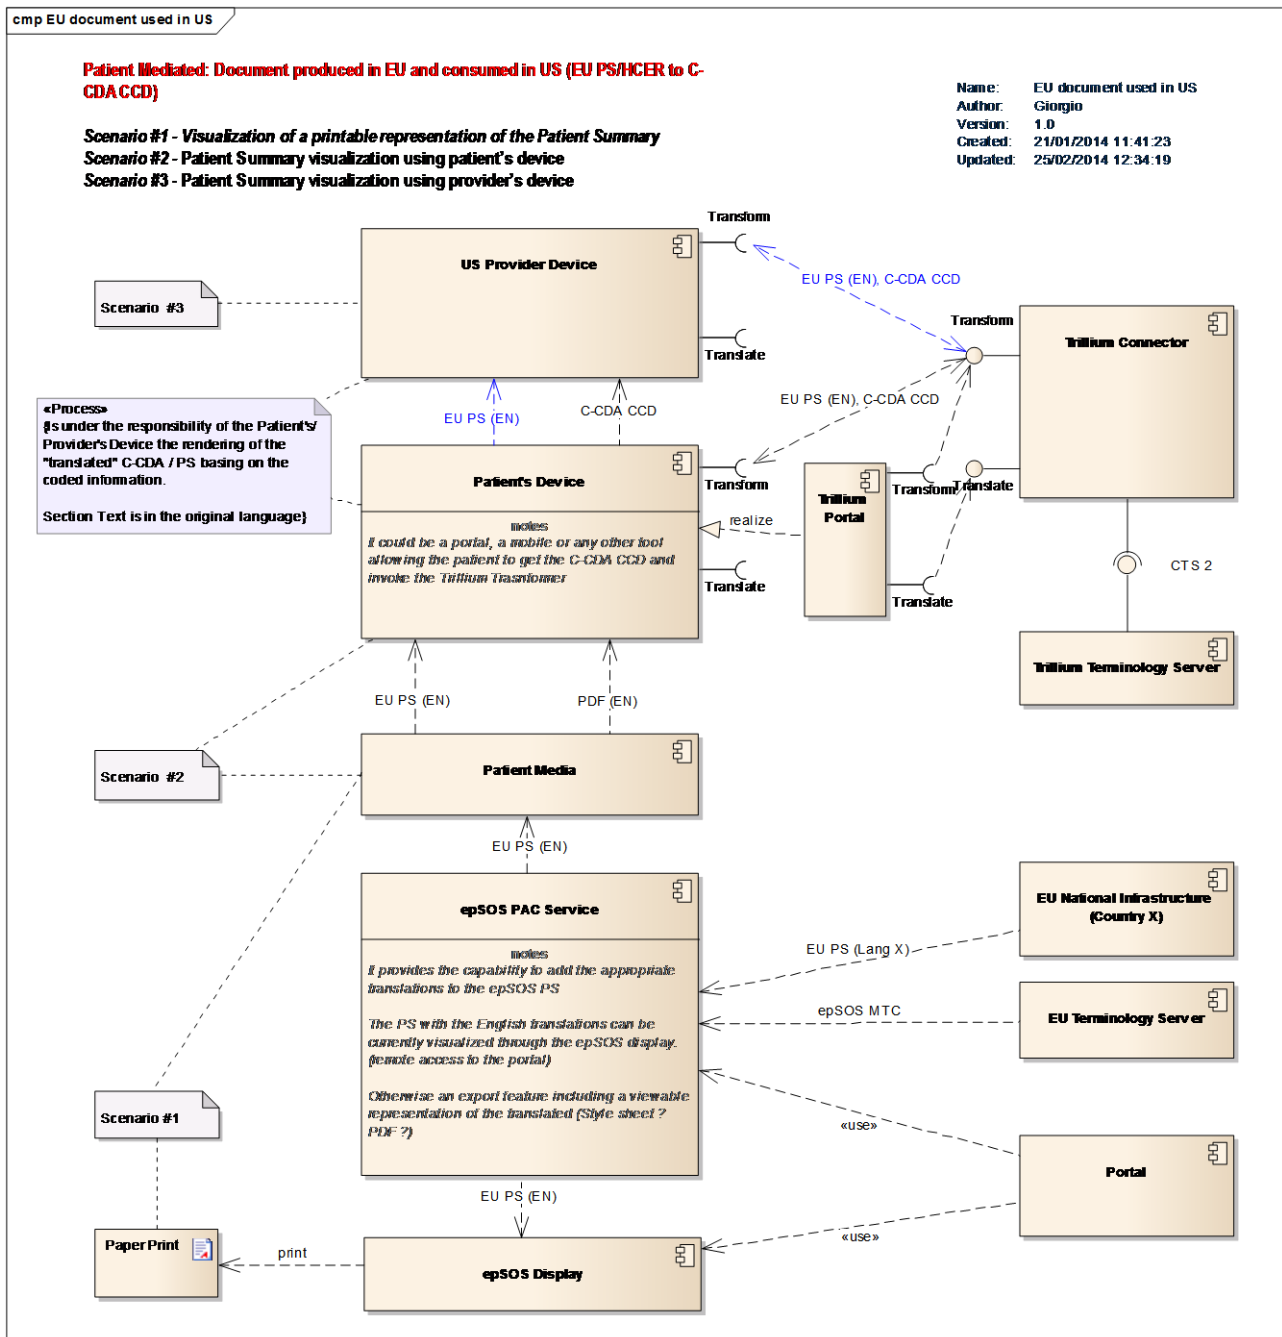 cmp EU document used in US
Patient Mediated: Document produced in EU and consumed in US (EU PS/HCER to C-
CDA CCD)
Scenario #1 - Visualization of a printable representation of the Patient Summary
Scenario #2 - Patient Summary visualization using patient's device
Scenario #3 - Patient Summary visualization using provider's device
Name: EU document used in US
Author: Giorgio
Version: 1.0
Created: 21/01/2014 11:41:23
Updated: 25/02/2014 12:34:19
US Provider Device
Transform
Translate
Scenario #3
EU PS (EN), C-CDA CCD
Transform
Trillium Connector
«Process»
{Is under the responsibility of the Patient's/
Provider's Device the rendering of the
"translated" C-CDA / PS basing on the
coded information.
Section Text is in the original language}
EU PS (EN)
C-CDA CCD
EU PS (EN), C-CDA CCD
Patient's Device
notes
I could be a portal, a mobile or any other tool
allowing the patient to get the C-CDA CCD and
invoke the Trillium Trasnformer
Transform
Translate
realize
Trillium
Portal
Transform
Translate
Translate
CTS 2
Trillium Terminology Server
EU PS (EN)
PDF (EN)
Scenario #2
Patient Media
EU PS (EN)
epSOS PAC Service
notes
I provides the capability to add the appropriate
translations to the epSOS PS
The PS with the English translations can be
currently visualized through the epSOS display.
(remote access to the portal)
Otherwise an export feature including a viewable
representation of the translated (Style sheet ?
PDF ?)
EU National Infrastructure
(Country X)
EU PS (Lang X)
epSOS MTC
EU Terminology Server
Scenario #1
«use»
Portal
«use»
EU PS (EN)
Paper Print
print
epSOS Display